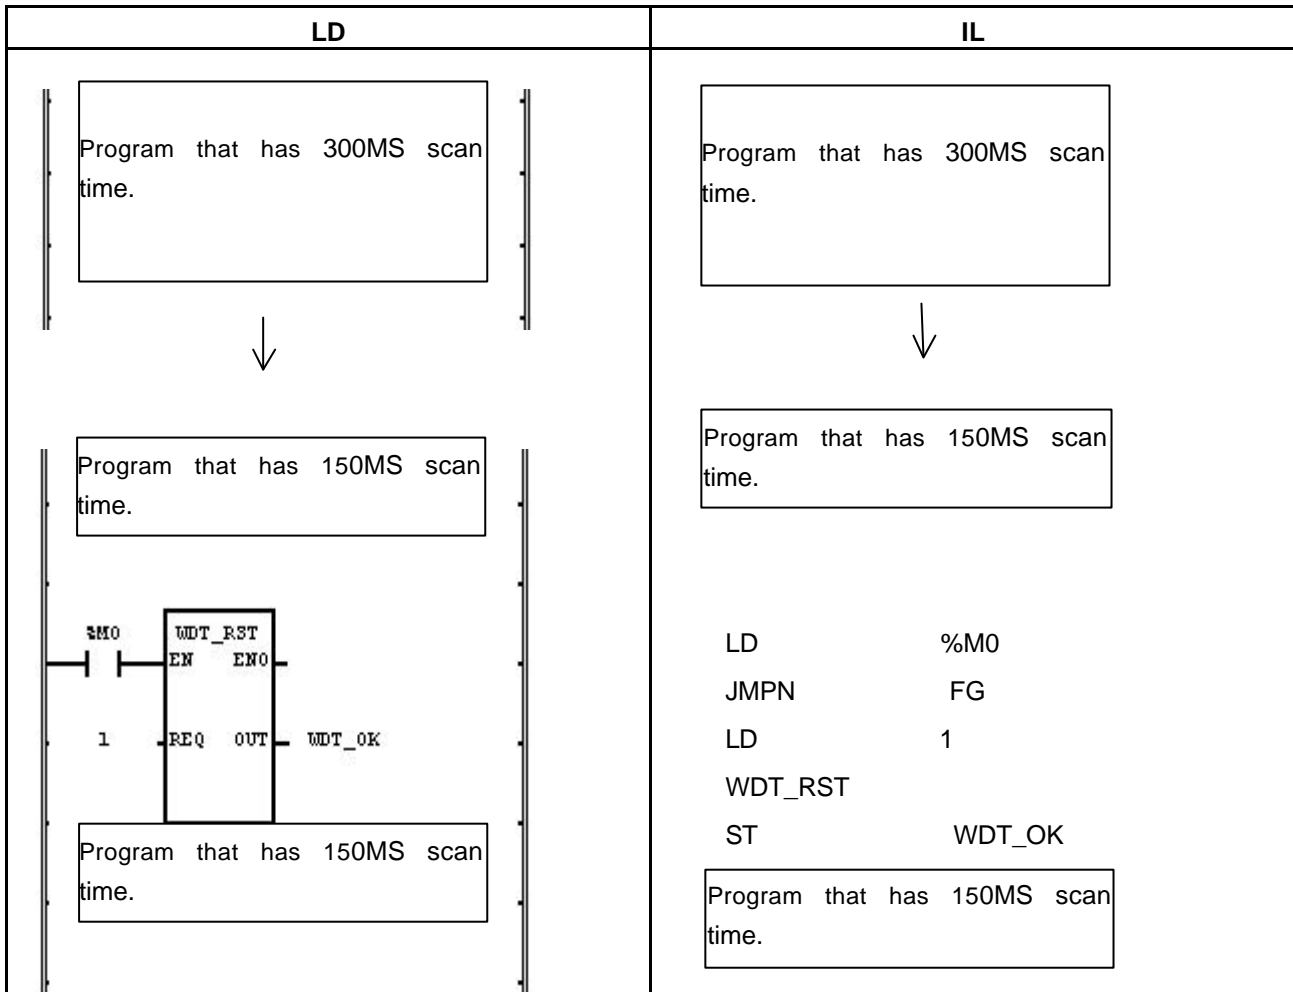 LD
IL
Program that has 300MS scan
time.
Program that has 300MS scan
time.
Program that has 150MS scan
time.
Program that has 150MS scan
time.
%M0
WDT_RST
EN ENO
1 REQ OUT WDT_OK
LD %M0
JMPN FG
LD 1
WDT_RST
ST WDT_OK
Program that has 150MS scan
time.
Program that has 150MS scan
time.